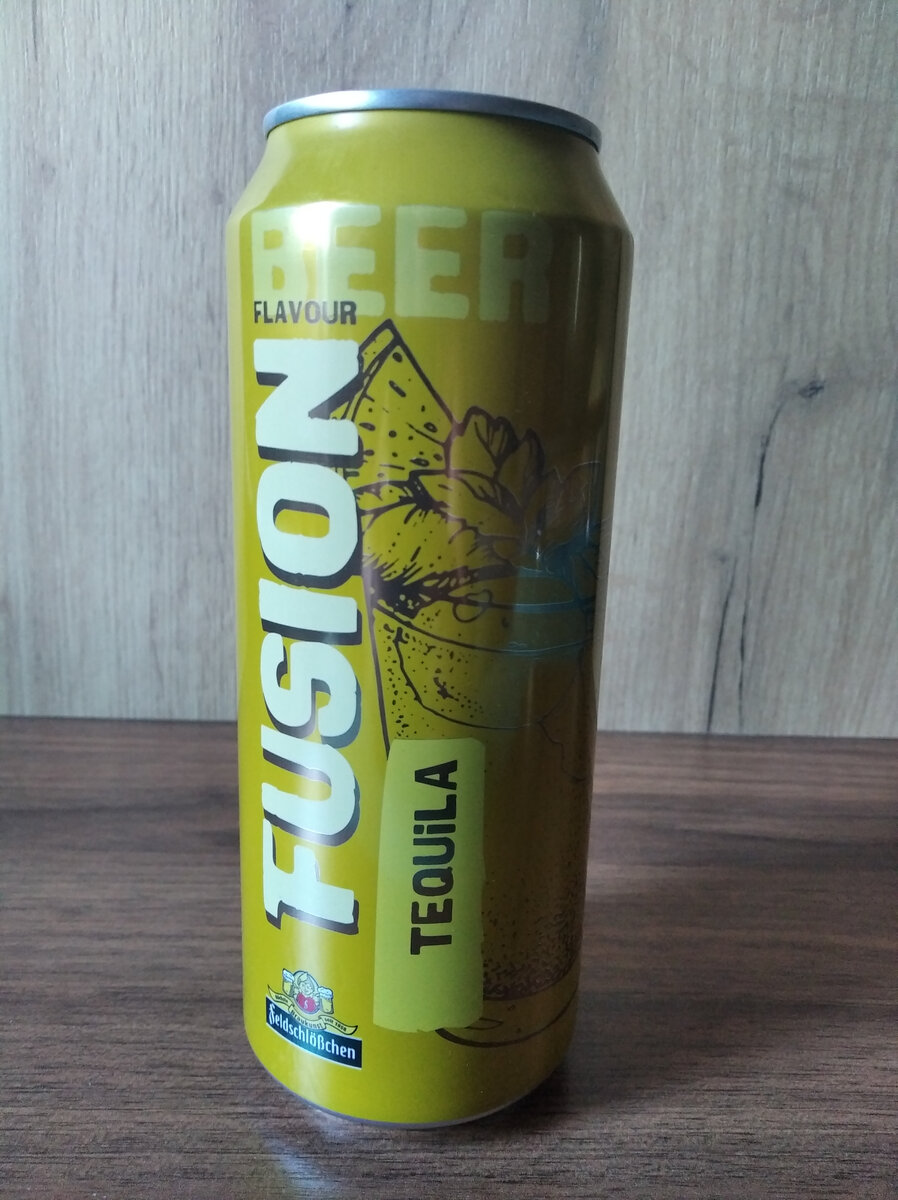 BEER
FLAVOUR
FUSION
TEQUiLA
Feldschlößchen